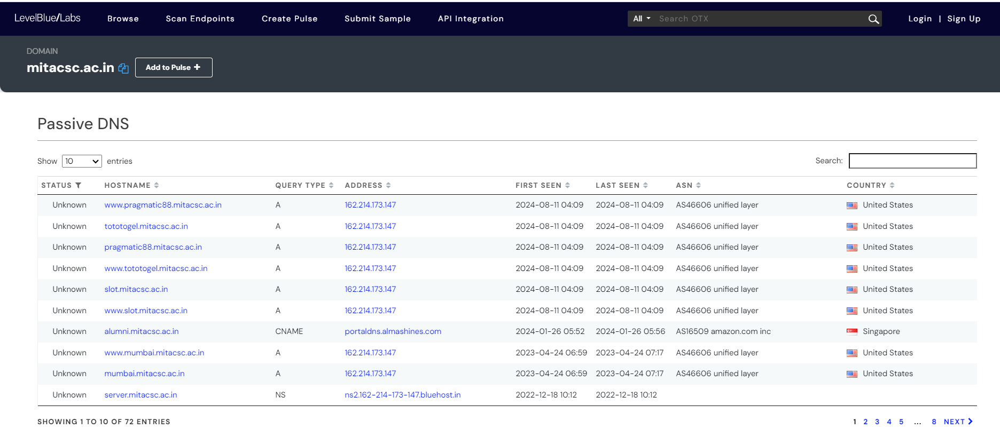 LevelBlue/Labs Browse Scan Endpoints Create Pulse Submit Sample API Integration All Search OTX Login | Sign Up
DOMAIN
mitacsc.ac.in Add to Pulse +
Passive DNS
Show 10 entries Search:
STATUS HOSTNAME QUERY TYPE ADDRESS FIRST SEEN LAST SEEN ASN COUNTRY
Unknown www.pragmatic88.mitacsc.ac.in A 162.214.173.147 2024-08-11 04:09 2024-08-11 04:09 AS46606 unified layer United States
Unknown tototogel.mitacsc.ac.in A 162.214.173.147 2024-08-11 04:09 2024-08-11 04:09 AS46606 unified layer United States
Unknown pragmatic88.mitacsc.ac.in A 162.214.173.147 2024-08-11 04:09 2024-08-11 04:09 AS46606 unified layer United States
Unknown www.tototogel.mitacsc.ac.in A 162.214.173.147 2024-08-11 04:09 2024-08-11 04:09 AS46606 unified layer United States
Unknown slot.mitacsc.ac.in A 162.214.173.147 2024-08-11 04:09 2024-08-11 04:09 AS46606 unified layer United States
Unknown www.slot.mitacsc.ac.in A 162.214.173.147 2024-08-11 04:09 2024-08-11 04:09 AS46606 unified layer United States
Unknown alumni.mitacsc.ac.in CNAME portaldns.almashines.com 2024-01-26 05:52 2024-01-26 05:56 AS16509 amazon.com inc Singapore
Unknown www.mumbai.mitacsc.ac.in A 162.214.173.147 2023-04-24 06:59 2023-04-24 07:17 AS46606 unified layer United States
Unknown mumbai.mitacsc.ac.in A 162.214.173.147 2023-04-24 06:59 2023-04-24 07:17 AS46606 unified layer United States
Unknown server.mitacsc.ac.in NS ns2.162-214-173-147.bluehost.in 2022-12-18 10:12 2022-12-18 10:12
SHOWING 1 TO 10 OF 72 ENTRIES 1 2 3 4 5 ... 8 NEXT